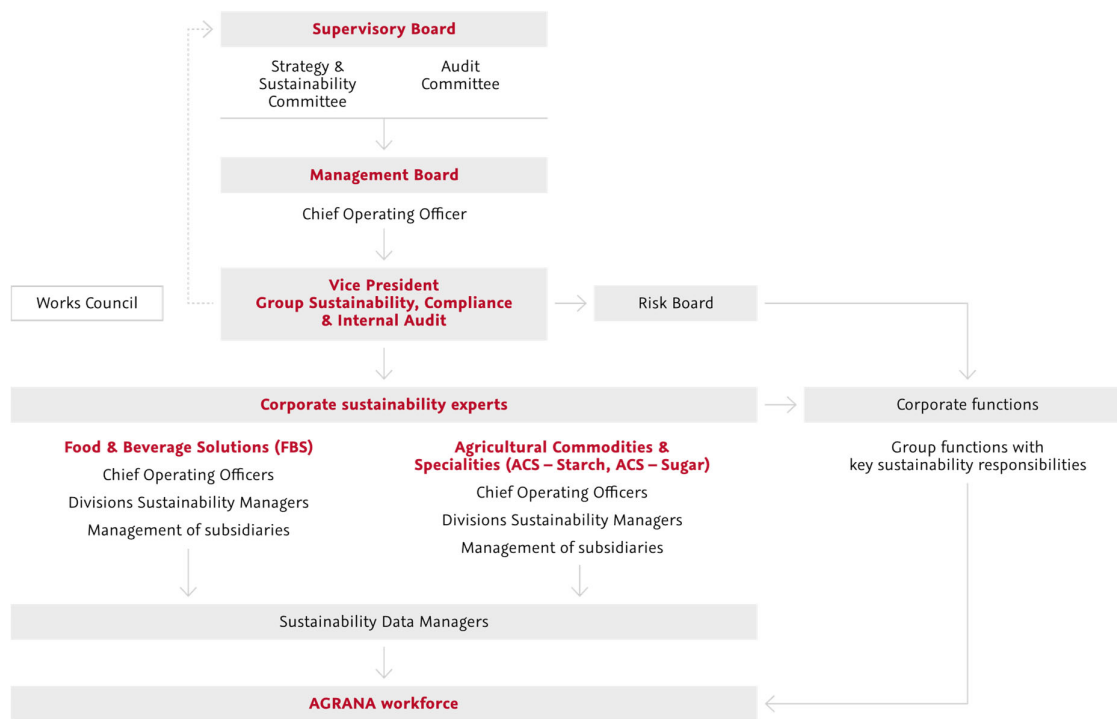 Supervisory Board
Strategy &
Sustainability
Committee
Audit
Committee
Management Board
Chief Operating Officer
Works Council
Vice President
Group Sustainability, Compliance
& Internal Audit
Risk Board
Corporate sustainability experts
Corporate functions
Food & Beverage Solutions (FBS)
Chief Operating Officers
Divisions Sustainability Managers
Management of subsidiaries
Agricultural Commodities &
Specialities (ACS – Starch, ACS – Sugar)
Chief Operating Officers
Divisions Sustainability Managers
Management of subsidiaries
Group functions with
key sustainability responsibilities
Sustainability Data Managers
AGRANA workforce